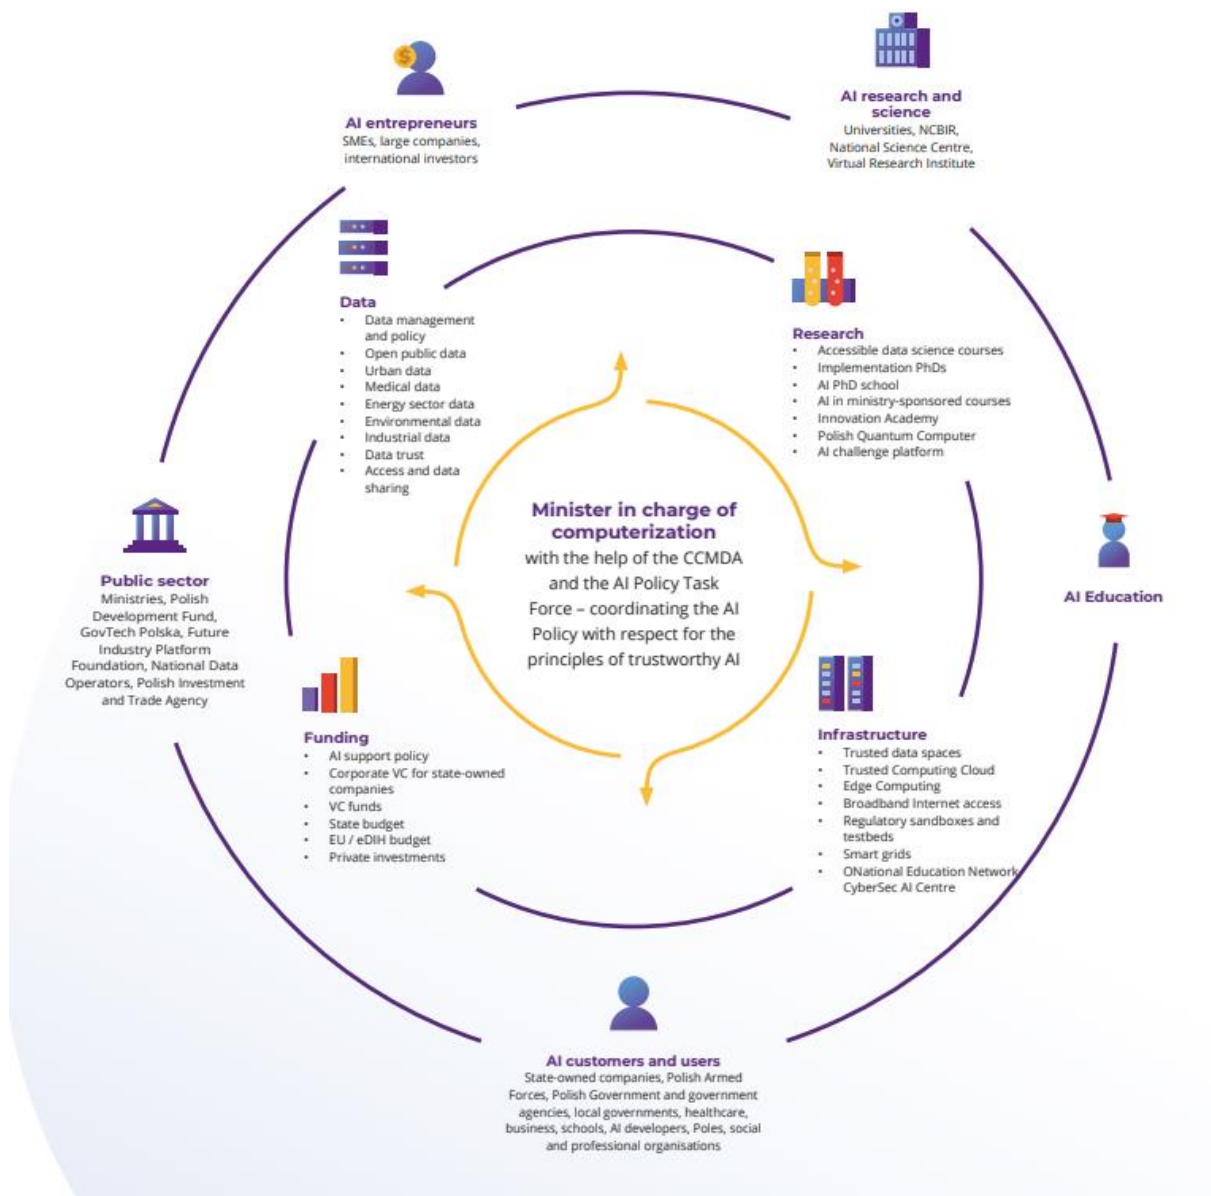 AI entrepreneurs
SMEs, large companies,
international investors
AI research and
science
Universities, NCBIR,
National Science Centre,
Virtual Research Institute
Data
• Data management
and policy
• Open public data
• Urban data
• Medical data
• Energy sector data
• Environmental data
• Industrial data
• Data trust
• Access and data
sharing
Research
• Accessible data science courses
• Implementation PhDs
• AI PhD school
• AI in ministry-sponsored courses
• Innovation Academy
• Polish Quantum Computer
• AI challenge platform
Minister in charge of
computerization
with the help of the CCMDA
and the AI Policy Task
Force – coordinating the AI
Policy with respect for the
principles of trustworthy AI
Public sector
Ministries, Polish
Development Fund,
GovTech Polska, Future
Industry Platform
Foundation, National Data
Operators, Polish Investment
and Trade Agency
AI Education
Funding
• AI support policy
• Corporate VC for state-owned
companies
• VC funds
• State budget
• EU / eDIH budget
• Private investments
Infrastructure
• Trusted data spaces
• Trusted Computing Cloud
• Edge Computing
• Broadband Internet access
• Regulatory sandboxes and
testbeds
• Smart grids
• ONational Education Network
CyberSec AI Centre
AI customers and users
State-owned companies, Polish Armed
Forces, Polish Government and government
agencies, local governments, healthcare,
business, schools, AI developers, Poles, social
and professional organisations